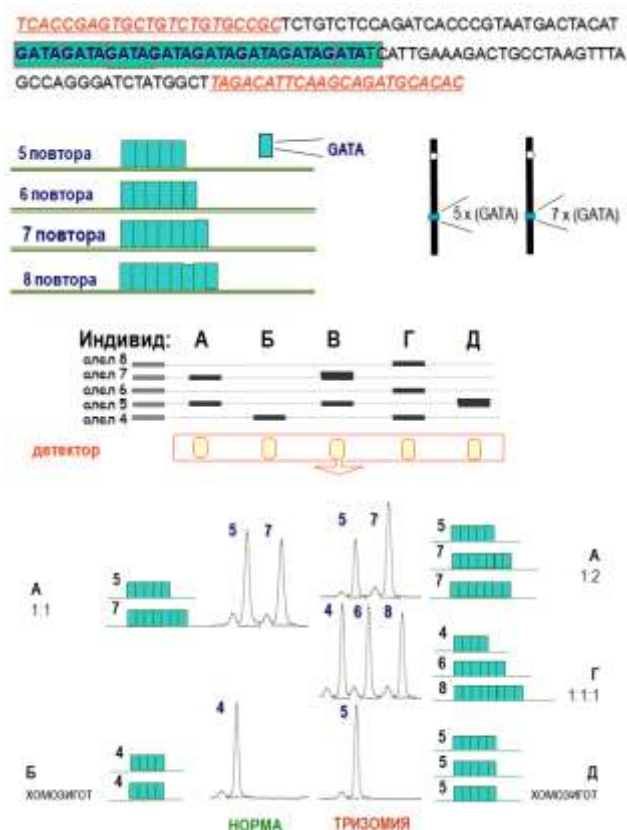 TCACCGAGTGCTGTCTGTGCCGCTCTGTCTCCAGATCACCCGTAATGACTACAT
GATAGATAGATAGATAGATAGATAGATAGATATCATTGAAAGACTGCCTAAGTTTA
GCCAGGGATCTATGGCTTAGACATTCAAGCAGATGCACAC
5 повтора
GATA
6 повтора
5 x (GATA) 7 x (GATA)
7 повтора
8 повтора
Индивид: А Б В Г Д
алел 8
алел 7
алел 6
алел 5
алел 4
детектор
5 7 5 7 5
7 А
А 5 7 1:2
1:1 7
4 6 8 4
6 Г
8 1:1:1
4 5
5
4 5 Д
Б 4 5 хомозигот
хомозигот
НОРМА ТРИЗОМИЯ